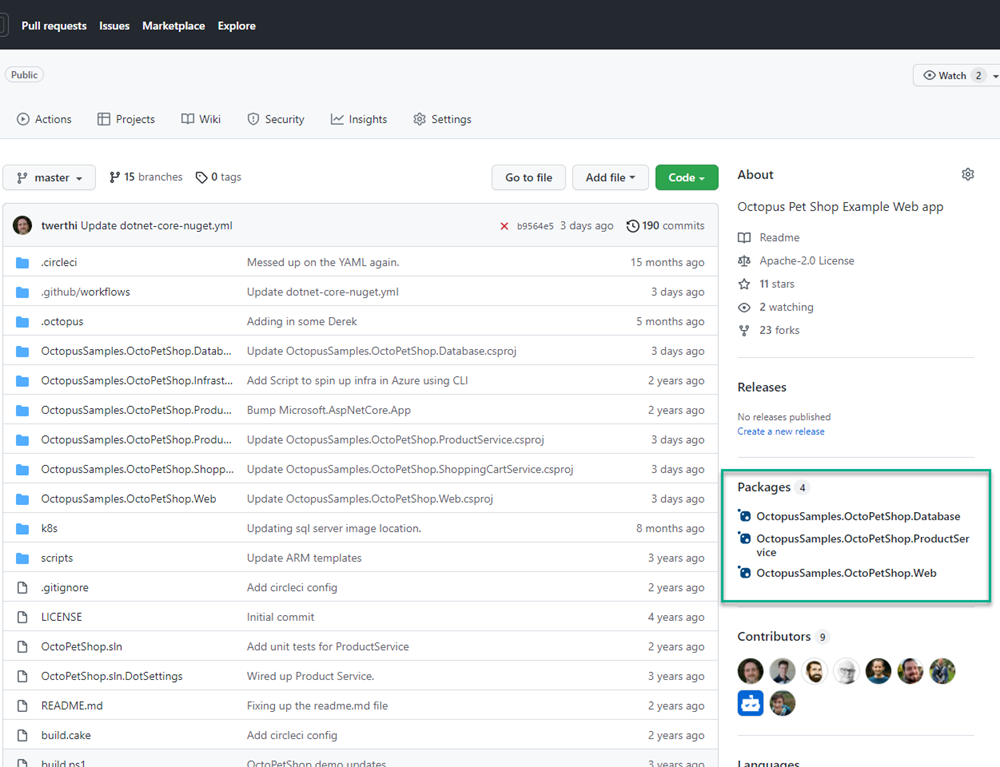 Pull requests Issues Marketplace Explore
Public
Watch 2
Actions Projects Wiki Security Insights Settings
master 15 branches 0 tags Go to file Add file Code
twerthi Update dotnet-core-nuget.yml b9564e5 3 days ago 190 commits
.circleci Messed up on the YAML again. 15 months ago
.github/workflows Update dotnet-core-nuget.yml 3 days ago
.octopus Adding in some Derek 5 months ago
OctopusSamples.OctoPetShop.Datab... Update OctopusSamples.OctoPetShop.Database.csproj 3 days ago
OctopusSamples.OctoPetShop.Infrast... Add Script to spin up infra in Azure using CLI 2 years ago
OctopusSamples.OctoPetShop.Produ... Bump Microsoft.AspNetCore.App 2 years ago
OctopusSamples.OctoPetShop.Produ... Update OctopusSamples.OctoPetShop.ProductService.csproj 3 days ago
OctopusSamples.OctoPetShop.Shopp... Update OctopusSamples.OctoPetShop.ShoppingCartService.csproj 3 days ago
OctopusSamples.OctoPetShop.Web Update OctopusSamples.OctoPetShop.Web.csproj 3 days ago
k8s Updating sql server image location. 8 months ago
scripts Update ARM templates 3 years ago
.gitignore Add circleci config 2 years ago
LICENSE Initial commit 4 years ago
OctoPetShop.sln Add unit tests for ProductService 2 years ago
OctoPetShop.sln.DotSettings Wired up Product Service. 3 years ago
README.md Fixing up the readme.md file 2 years ago
build.cake Add circleci config 2 years ago
build.ps1 OctoPetShop demo updates 3 years ago
About
Octopus Pet Shop Example Web app
Readme
Apache-2.0 License
11 stars
2 watching
23 forks
Releases
No releases published
Create a new release
Packages 4
OctopusSamples.OctoPetShop.Database
OctopusSamples.OctoPetShop.ProductSer
vice
OctopusSamples.OctoPetShop.Web
Contributors 9
Languages